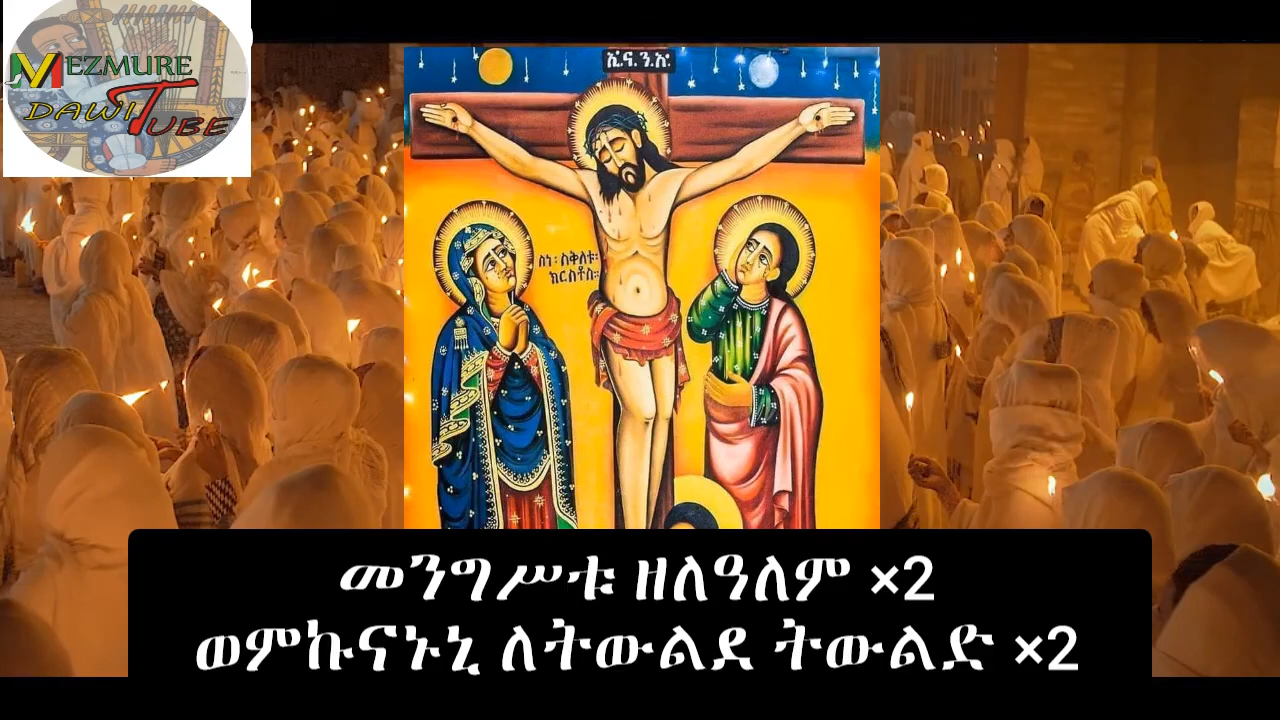 MEZMURE
DAWIT
TUBE
ኢ.ና.ን.አ፡
ስነ፡ስቅለቱ፡
ክርስቶስ፡፡
መንግሥቱ ዘለዓለም ×2
ወምኩናኑኒ ለትውልደ ትውልድ ×2